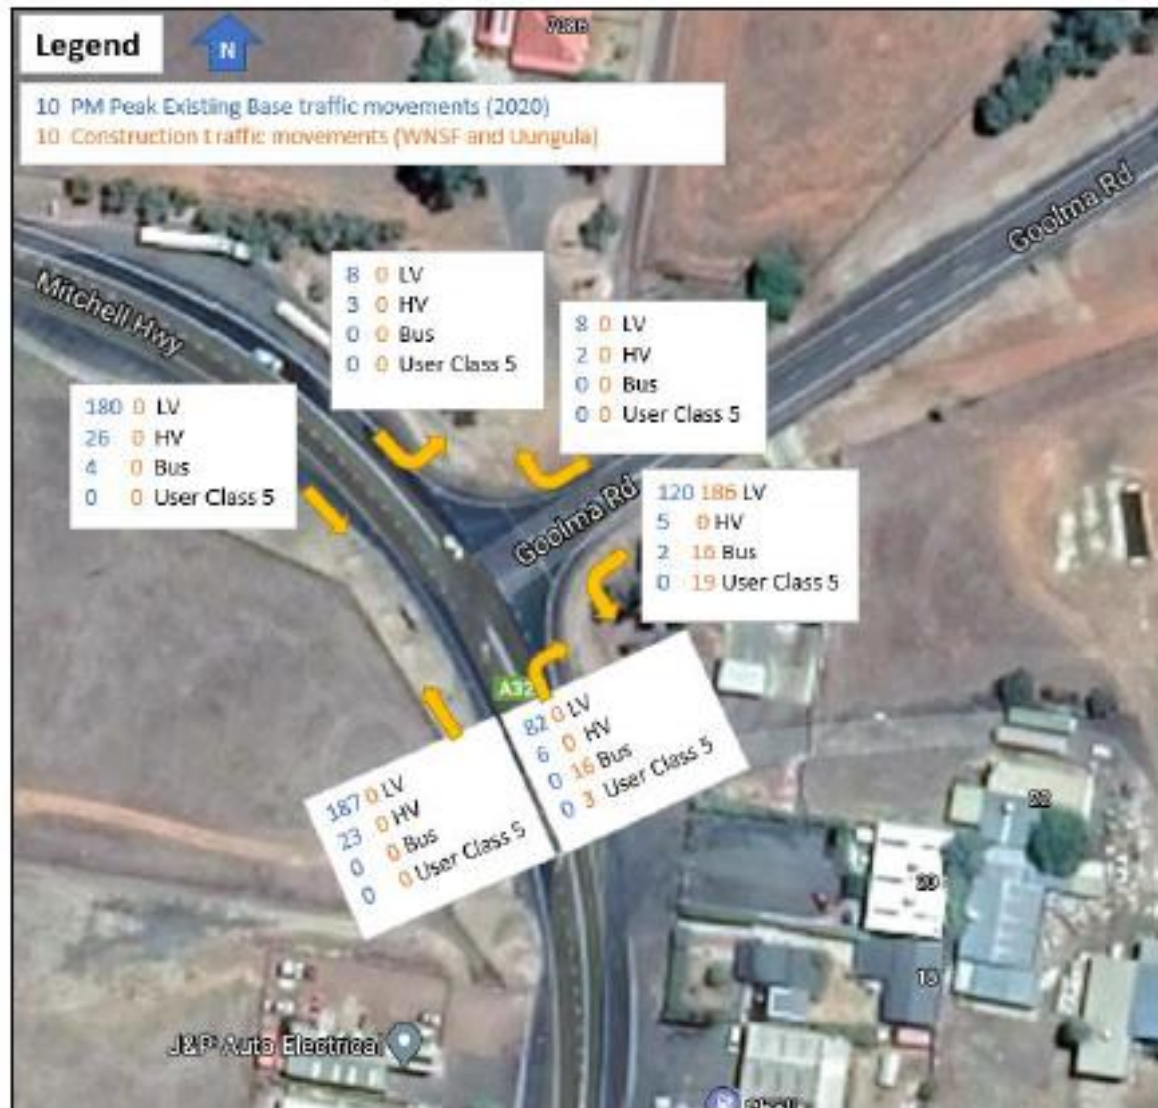 Legend
N
7186
10 PM Peak Existiing Base traffic movements (2020)
10 Construction traffic movements (WNSF and Uungula)
Goolma Rd
Mitchell Hwy
8 0 LV
3 0 HV
0 0 Bus
0 0 User Class 5
8 0 LV
2 0 HV
0 0 Bus
0 0 User Class 5
180 0 LV
26 0 HV
4 0 Bus
0 0 User Class 5
Goolma Rd
120 186 LV
5 0 HV
2 16 Bus
0 19 User Class 5
A32
82 0 LV
6 0 HV
0 16 Bus
0 3 User Class 5
187 0 LV
23 0 HV
0 0 Bus
0 0 User Class 5
22
20
18
J&P Auto Electrical